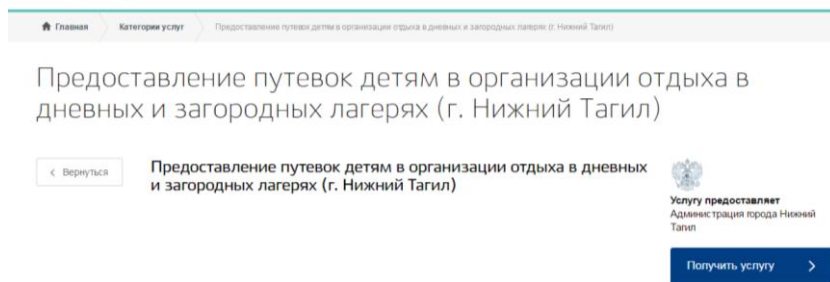 Главная Категории услуг Предоставление путевок детям в организации отдыха в дневных и загородных лагерях (г. Нижний Тагил)
Предоставление путевок детям в организации отдыха в
дневных и загородных лагерях (г. Нижний Тагил)
Вернуться
Предоставление путевок детям в организации отдыха в дневных
и загородных лагерях (г. Нижний Тагил)
Услугу предоставляет
Администрация города Нижний
Тагил
Получить услугу